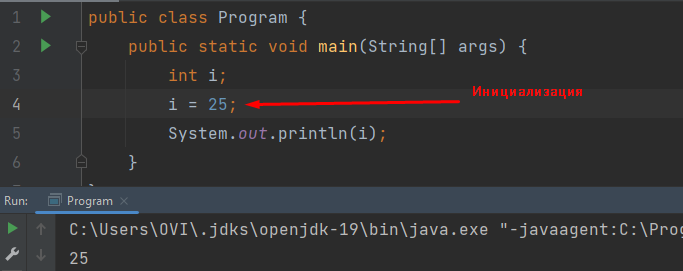 1 public class Program {
2 public static void main(String[] args) {
3 int i;
4 i = 25; Инициализация
5 System.out.println(i);
6 }
Run: Program ×
C:\Users\OVI\.jdks\openjdk-19\bin\java.exe "-javaagent:C:\Prog
25